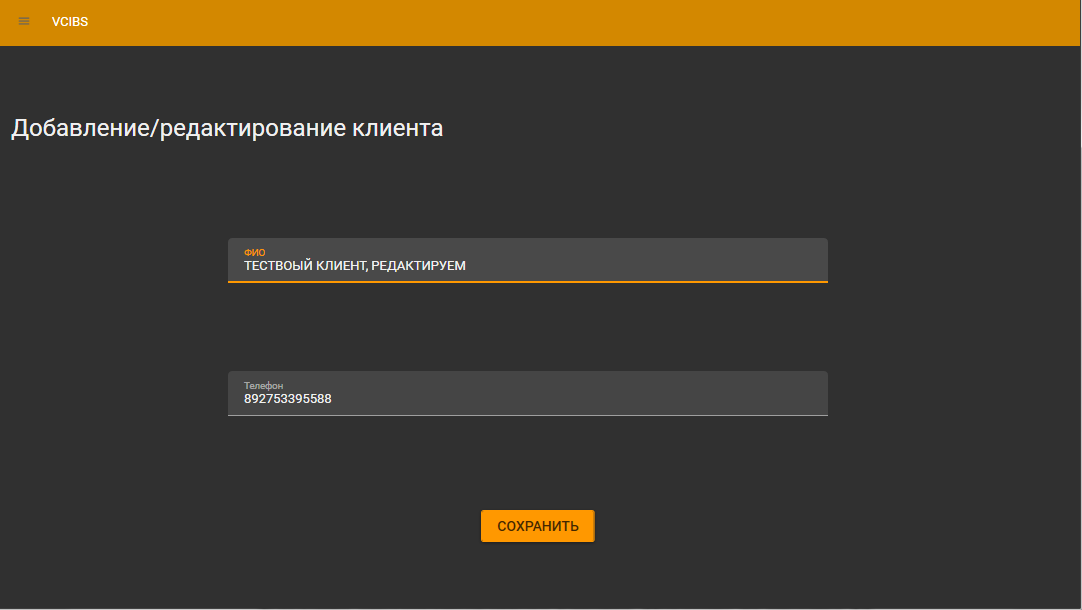 VCIBS
Добавление/редактирование клиента
ФИО
ТЕСТВОЫЙ КЛИЕНТ, РЕДАКТИРУЕМ
Телефон
892753395588
СОХРАНИТЬ